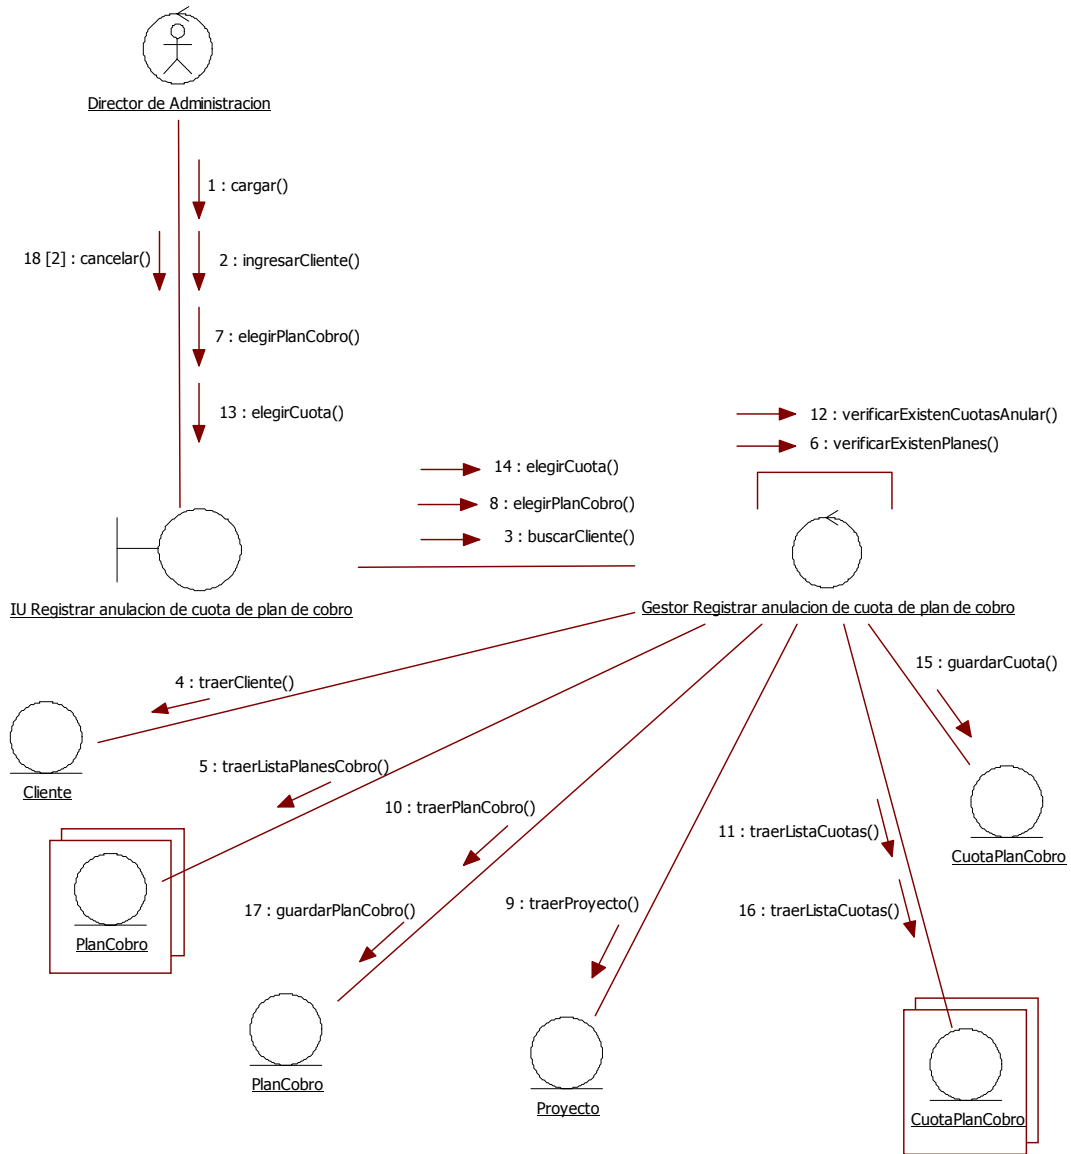 Director de Administracion
1 : cargar()
18 [2] : cancelar()
2 : ingresarCliente()
7 : elegirPlanCobro()
13 : elegirCuota()
12 : verificarExistenCuotasAnular()
6 : verificarExistenPlanes()
14 : elegirCuota()
8 : elegirPlanCobro()
3 : buscarCliente()
IU Registrar anulacion de cuota de plan de cobro
Gestor Registrar anulacion de cuota de plan de cobro
15 : guardarCuota()
4 : traerCliente()
5 : traerListaPlanesCobro()
Cliente
10 : traerPlanCobro()
11 : traerListaCuotas()
CuotaPlanCobro
17 : guardarPlanCobro()
9 : traerProyecto()
16 : traerListaCuotas()
PlanCobro
PlanCobro
Proyecto
CuotaPlanCobro